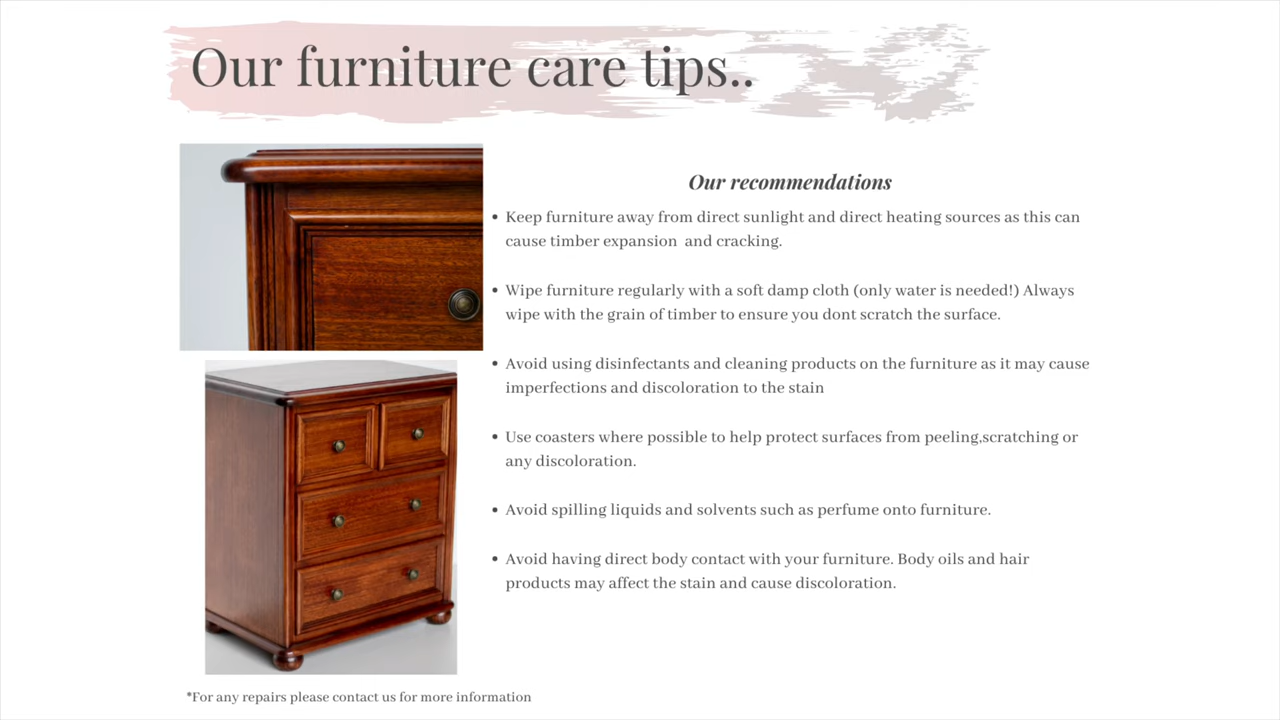 Our furniture care tips..
Our recommendations
• Keep furniture away from direct sunlight and direct heating sources as this can
cause timber expansion  and cracking.
• Wipe furniture regularly with a soft damp cloth (only water is needed!) Always
wipe with the grain of timber to ensure you dont scratch the surface.
• Avoid using disinfectants and cleaning products on the furniture as it may cause
imperfections and discoloration to the stain
• Use coasters where possible to help protect surfaces from peeling,scratching or
any discoloration.
• Avoid spilling liquids and solvents such as perfume onto furniture.
• Avoid having direct body contact with your furniture. Body oils and hair
products may affect the stain and cause discoloration.
*For any repairs please contact us for more information